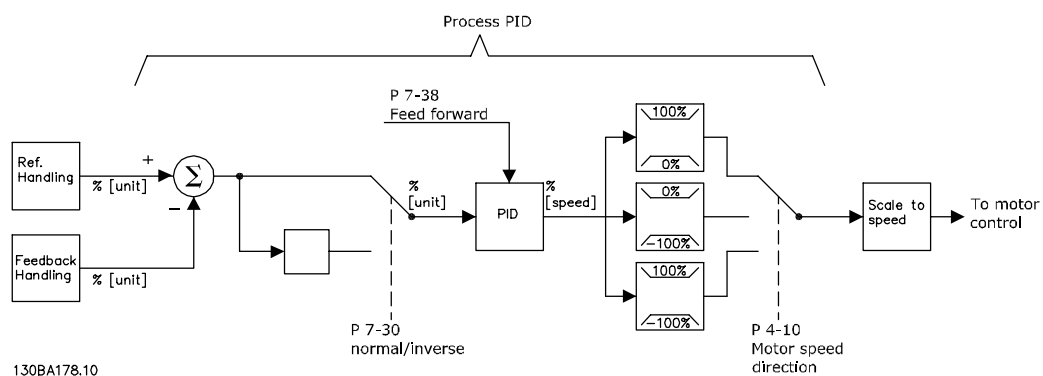 Process PID
P 7-38
Feed forward
100%
0%
Ref.
Handling
+
% [unit]
Σ
−
%
[unit]
PID
%
[speed]
0%
-100%
Scale to
speed
To motor
control
Feedback
Handling
% [unit]
100%
-100%
P 7-30
normal/inverse
P 4-10
Motor speed
direction
130BA178.10